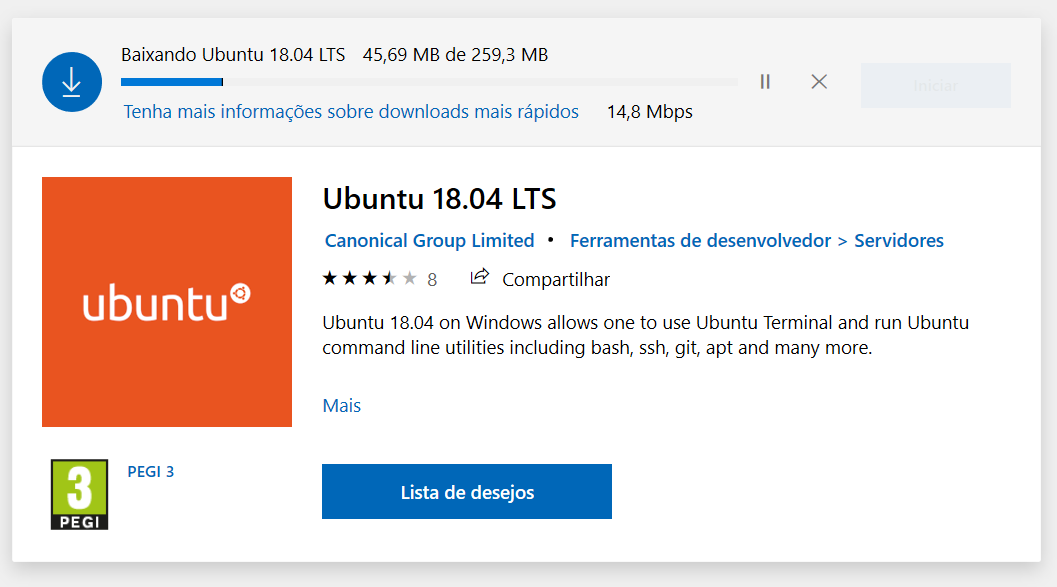 Baixando Ubuntu 18.04 LTS 45,69 MB de 259,3 MB
Tenha mais informações sobre downloads mais rápidos 14,8 Mbps
Iniciar
Ubuntu 18.04 LTS
Canonical Group Limited • Ferramentas de desenvolvedor > Servidores
8 Compartilhar
ubuntu
Ubuntu 18.04 on Windows allows one to use Ubuntu Terminal and run Ubuntu
command line utilities including bash, ssh, git, apt and many more.
Mais
3
PEGI
PEGI 3
Lista de desejos